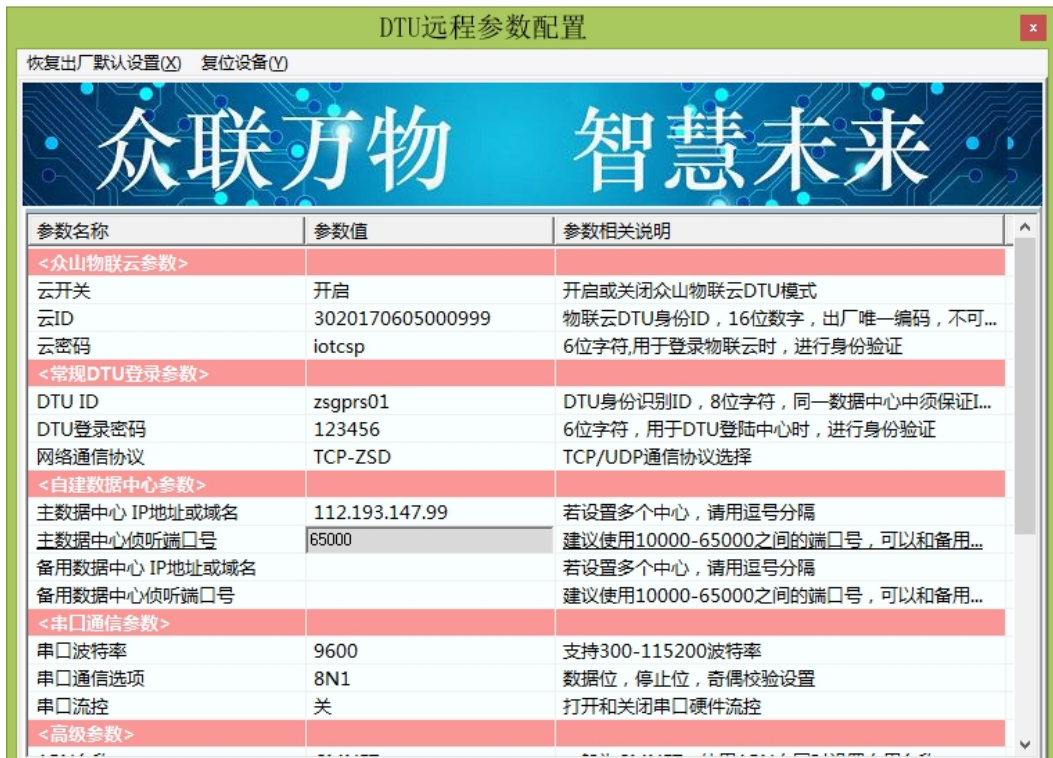 DTU远程参数配置
x
恢复出厂默认设置(X) 复位设备(Y)
众联万物 智慧未来
参数名称 参数值 参数相关说明
<众山物联云参数>
云开关 开启 开启或关闭众山物联云DTU模式
云ID 3020170605000999 物联云DTU身份ID，16位数字，出厂唯一编码，不可...
云密码 iotcsp 6位字符,用于登录物联云时，进行身份验证
<常规DTU登录参数>
DTU ID zsgprs01 DTU身份识别ID，8位字符，同一数据中心中须保证I...
DTU登录密码 123456 6位字符，用于DTU登陆中心时，进行身份验证
网络通信协议 TCP-ZSD TCP/UDP通信协议选择
<自建数据中心参数>
主数据中心 IP地址或域名 112.193.147.99 若设置多个中心，请用逗号分隔
主数据中心侦听端口号 65000 建议使用10000-65000之间的端口号，可以和备用...
备用数据中心 IP地址或域名 若设置多个中心，请用逗号分隔
备用数据中心侦听端口号 建议使用10000-65000之间的端口号，可以和备用...
<串口通信参数>
串口波特率 9600 支持300-115200波特率
串口通信选项 8N1 数据位，停止位，奇偶校验设置
串口流控 关 打开和关闭串口硬件流控
<高级参数>